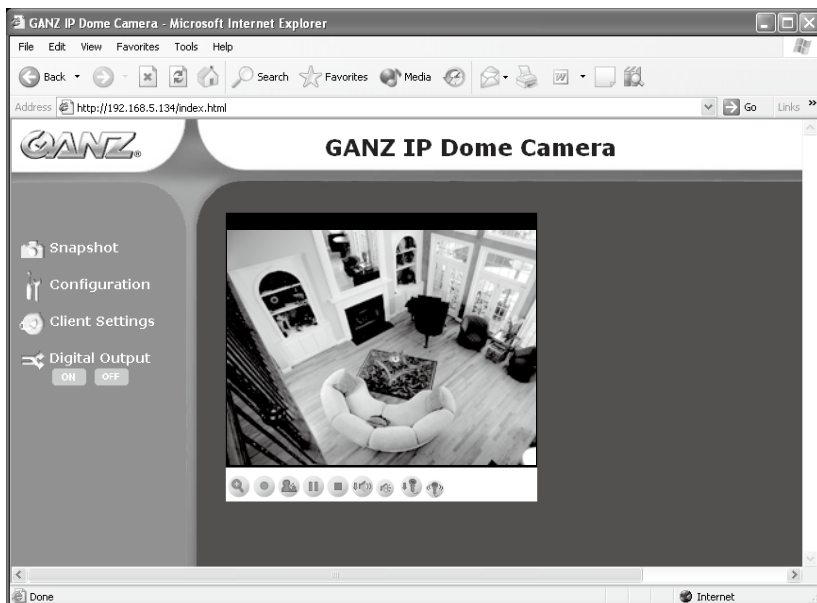 GANZ IP Dome Camera - Microsoft Internet Explorer
File Edit View Favorites Tools Help
Back Search Favorites Media
Address http://192.168.5.134/index.html Go Links »
GANZ® GANZ IP Dome Camera
Snapshot
Configuration
Client Settings
Digital Output
ON OFF
Done Internet